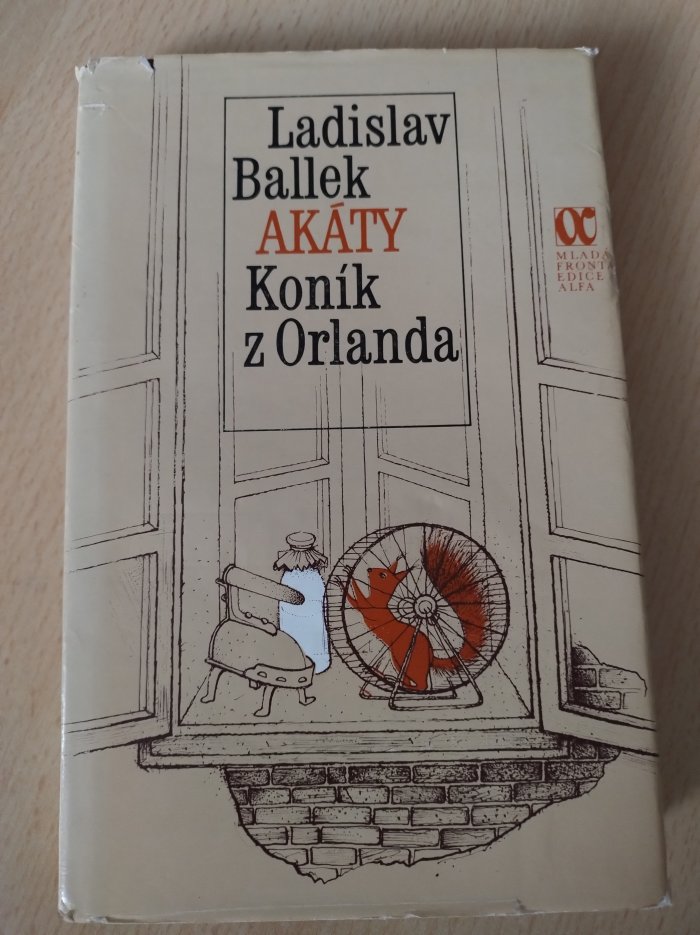 Ladislav
Ballek
AKÁTY
Koník
z Orlanda
α
MLADÁ
FRONTA
EDICE
ALFA